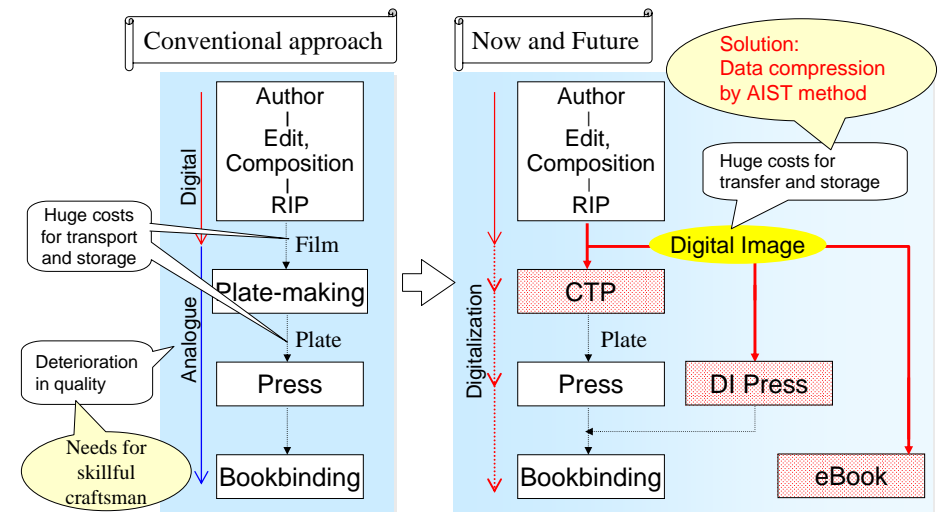 Conventional approach
Author
Edit,
Composition
RIP
Digital
Huge costs
for transport
and storage
Film
Plate-making
Analogue
Plate
Deterioration
in quality
Press
Needs for
skillful
craftsman
Bookbinding
Now and Future
Solution:
Data compression
by AIST method
Author
Edit,
Composition
RIP
Huge costs for
transfer and storage
Digital Image
CTP
Digitalization
Plate
Press
DI Press
Bookbinding
eBook